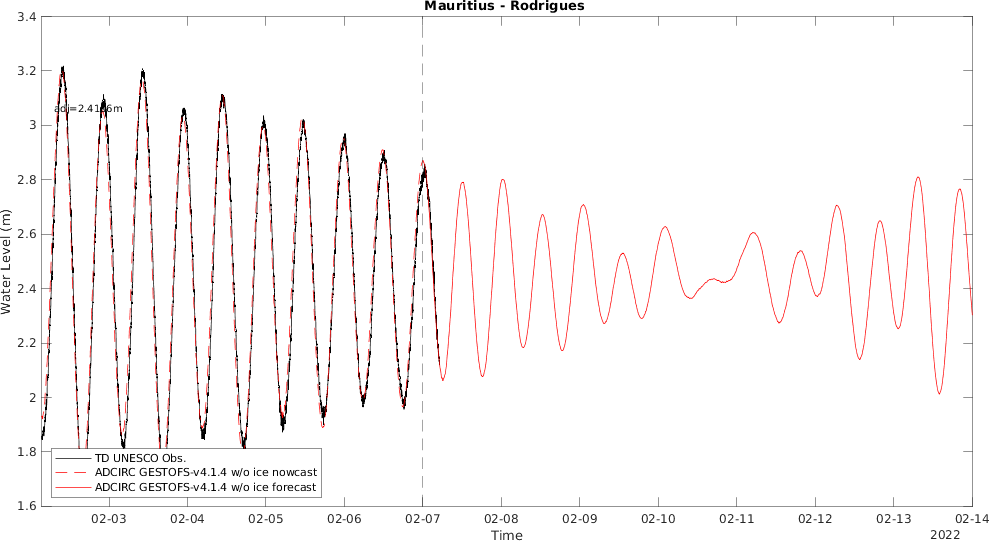 Mauritius - Rodrigues
3.4
3.2
3
2.8
2.6
2.4
2.2
2
1.8
1.6
Water Level (m)
TD UNESCO Obs.
ADCIRC GESTOFS-v4.1.4 w/o ice nowcast
ADCIRC GESTOFS-v4.1.4 w/o ice forecast
02-03 02-04 02-05 02-06 02-07 02-08 02-09 02-10 02-11 02-12 02-13 02-14
Time
2022